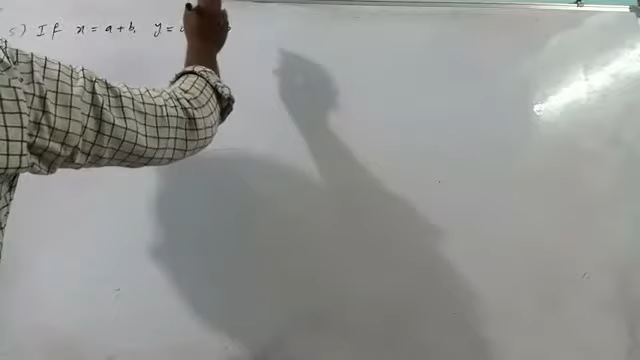 5) If x = a+b, y =